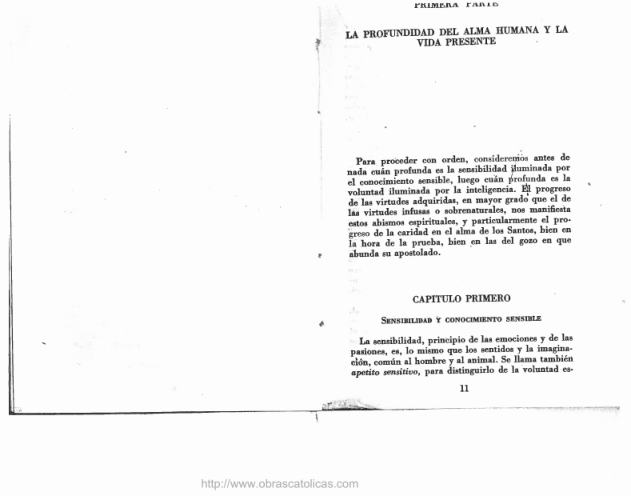 PRIMERA PARTE
LA PROFUNDIDAD DEL ALMA HUMANA Y LA
VIDA PRESENTE
Para proceder con orden, consideremos antes de
nada cuán profunda es la sensibilidad iluminada por
el conocimiento sensible, luego cuán profunda es la
voluntad iluminada por la inteligencia. El progreso
de las virtudes adquiridas, en mayor grado que el de
las virtudes infusas o sobrenaturales, nos manifiesta
estos abismos espirituales, y particularmente el pro-
greso de la caridad en el alma de los Santos, bien en
la hora de la prueba, bien en las del gozo en que
abunda su apostolado.
CAPITULO PRIMERO
SENSIBILIDAD Y CONOCIMIENTO SENSIBLE
La sensibilidad, principio de las emociones y de las
pasiones, es, lo mismo que los sentidos y la imagina-
ción, común al hombre y al animal. Se llama también
apetito sensitivo, para distinguirlo de la voluntad es-
11
http://www.obrascatolicas.com